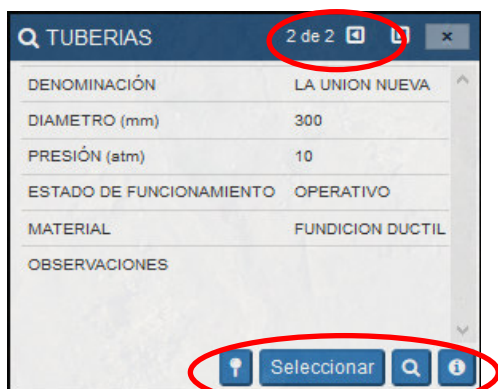 TUBERIAS 2 de 2
DENOMINACIÓN LA UNION NUEVA
DIAMETRO (mm) 300
PRESIÓN (atm) 10
ESTADO DE FUNCIONAMIENTO OPERATIVO
MATERIAL FUNDICION DUCTIL
OBSERVACIONES
Seleccionar